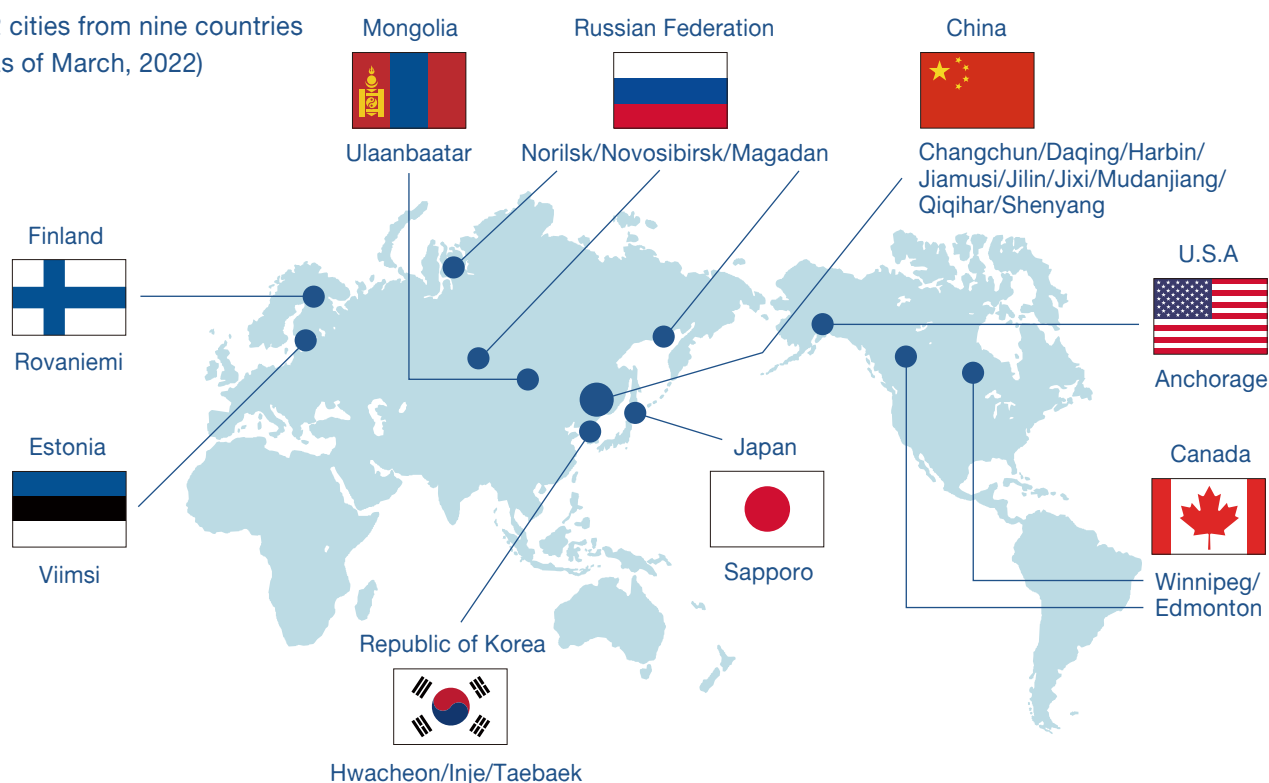 cities from nine countries
of March, 2022)
Mongolia
Russian Federation
China
Ulaanbaatar
Norilsk/Novosibirsk/Magadan
Changchun/Daqing/Harbin/
Jiamusi/Jilin/Jixi/Mudanjiang/
Qiqihar/Shenyang
Finland
Rovaniemi
U.S.A
Anchorage
Estonia
Viimsi
Japan
Sapporo
Canada
Winnipeg/
Edmonton
Republic of Korea
Hwacheon/Inje/Taebaek